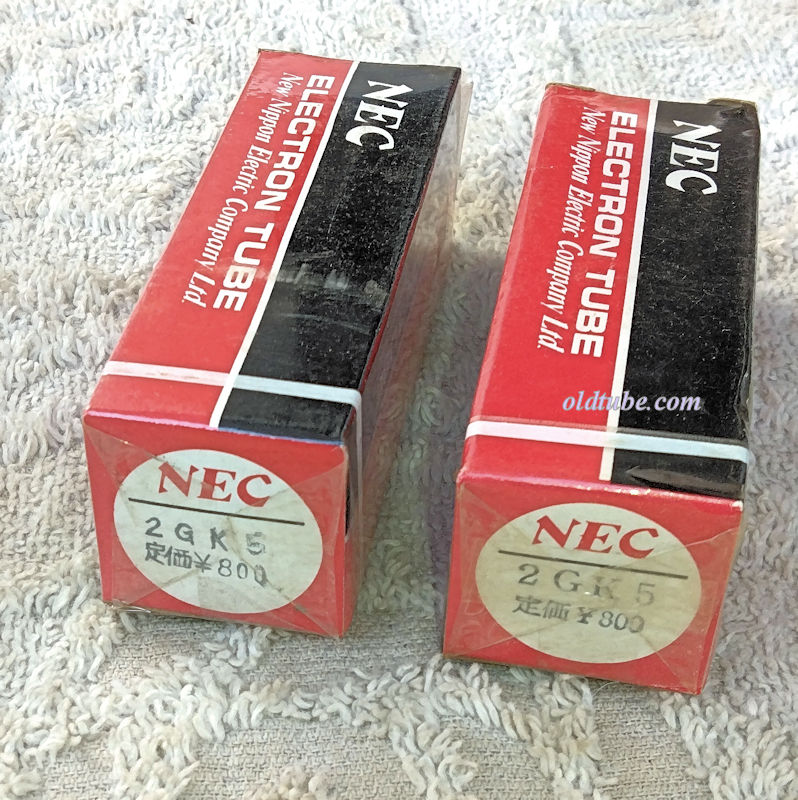 NEC
ELECTRON TUBE
New Nippon Electric Company Ltd.
NEC
2GK5
定価¥800
NEC
ELECTRON TUBE
New Nippon Electric Company Ltd.
oldtube.com
NEC
2GK5
定価¥800